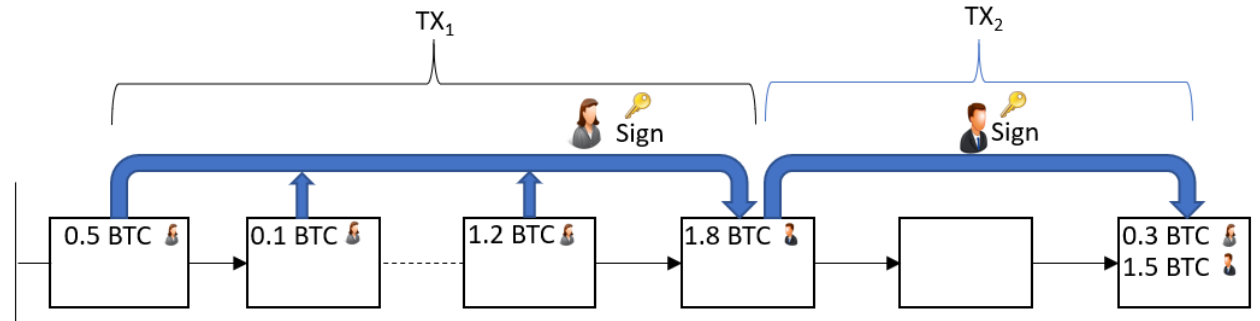 TX₁
TX₂
Sign
Sign
0.5 BTC
0.1 BTC
1.2 BTC
1.8 BTC
0.3 BTC
1.5 BTC